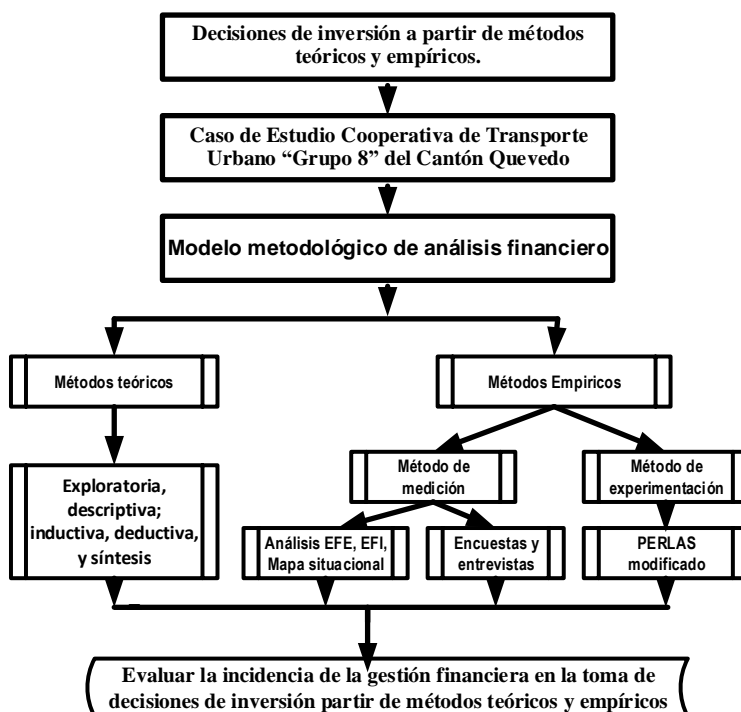 Decisiones de inversión a partir de métodos
teóricos y empíricos.
Caso de Estudio Cooperativa de Transporte
Urbano “Grupo 8” del Cantón Quevedo
Modelo metodológico de análisis financiero
Métodos teóricos
Métodos Empiricos
Exploratoria,
descriptiva;
inductiva, deductiva,
y síntesis
Método de
medición
Método de
experimentación
Análisis EFE, EFI,
Mapa situacional
Encuestas y
entrevistas
PERLAS
modificado
Evaluar la incidencia de la gestión financiera en la toma de
decisiones de inversión partir de métodos teóricos y empíricos